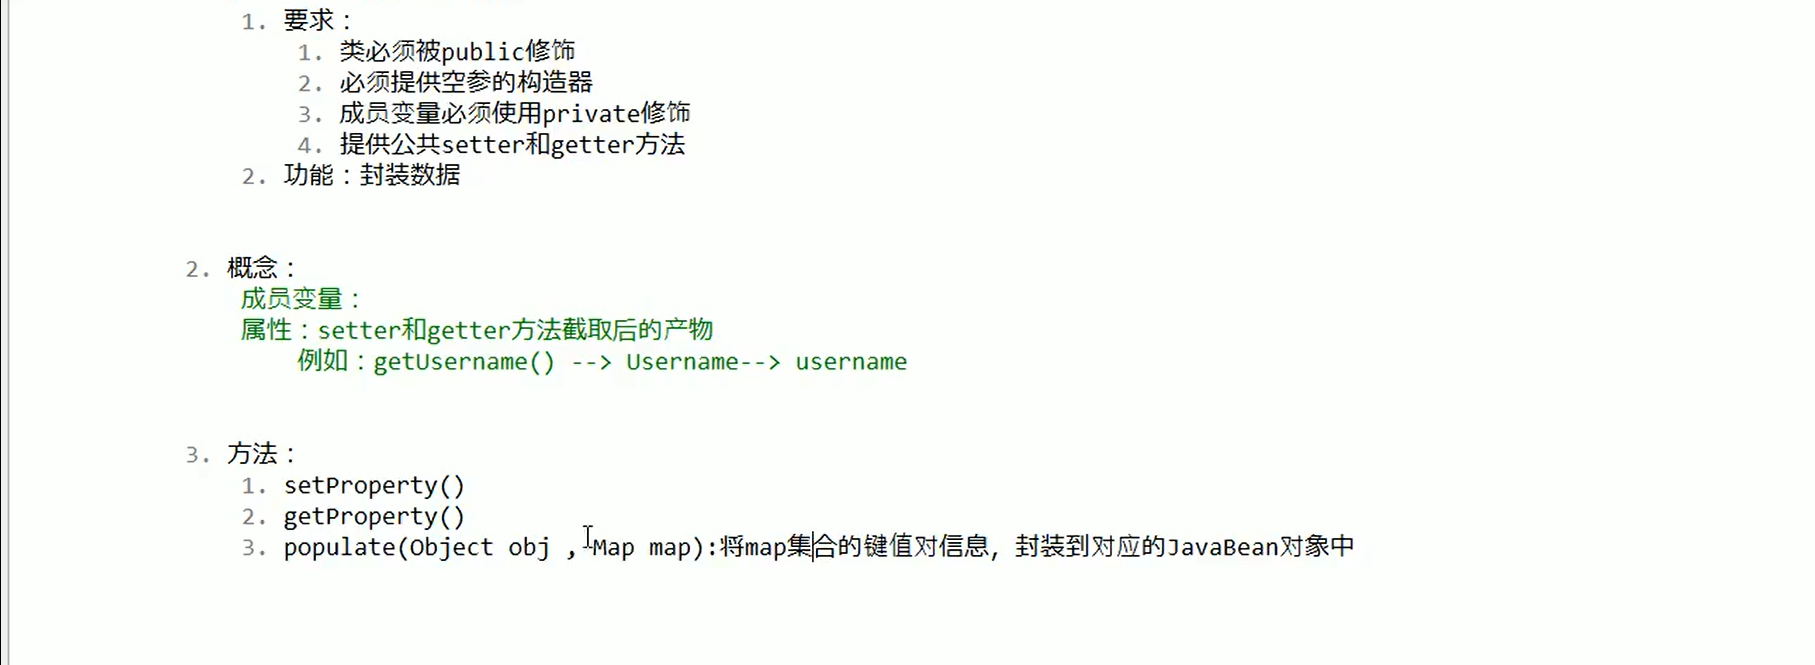 1. 要求：
1. 类必须被public修饰
2. 必须提供空参的构造器
3. 成员变量必须使用private修饰
4. 提供公共setter和getter方法
2. 功能：封装数据
2. 概念：
成员变量：
属性：setter和getter方法截取后的产物
例如：getUsername() --> Username--> username
3. 方法：
1. setProperty()
2. getProperty()
3. populate(Object obj , Map map):将map集合的键值对信息，封装到对应的JavaBean对象中